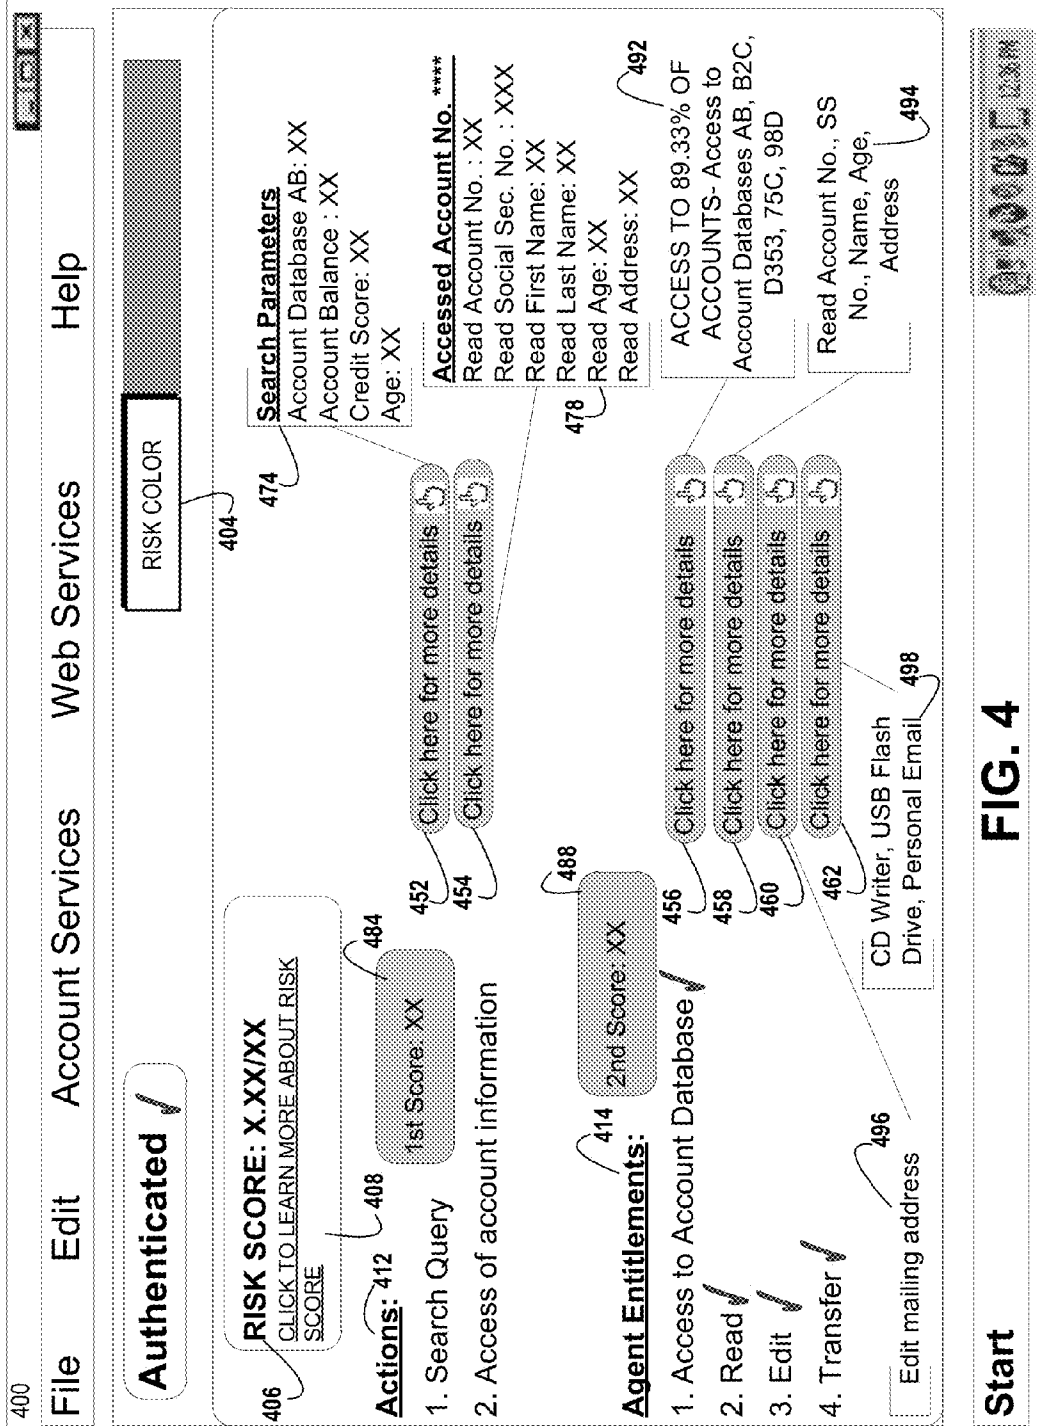 400
File Edit Account Services Web Services Help
Authenticated
RISK COLOR
404
406
RISK SCORE: X.XX/XX
CLICK TO LEARN MORE ABOUT RISK
SCORE
408
Actions: 412
1st Score: XX
484
1. Search Query
2. Access of account information
452
Click here for more details
454
Click here for more details
474
Search Parameters
Account Database AB: XX
Account Balance : XX
Credit Score: XX
Age: XX
Accessed Account No. ****
Read Account No. : XX
Read Social Sec. No. : XXX
Read First Name: XX
Read Last Name: XX
Read Age: XX
Read Address: XX
478
Agent Entitlements:
414
2nd Score: XX
488
1. Access to Account Database
2. Read
3. Edit
4. Transfer
456
Click here for more details
458
Click here for more details
460
Click here for more details
462
Click here for more details
492
ACCESS TO 89.33% OF
ACCOUNTS- Access to
Account Databases AB, B2C,
D353, 75C, 98D
Read Account No., SS
No., Name, Age,
Address
494
Edit mailing address
496
CD Writer, USB Flash
Drive, Personal Email
498
Start
FIG. 4